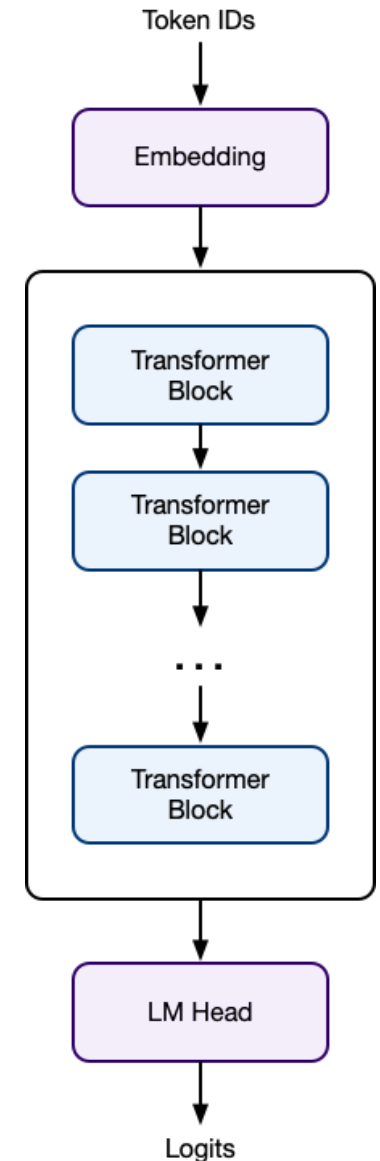 Token IDs
Embedding
Transformer
Block
Transformer
Block
...
Transformer
Block
LM Head
Logits